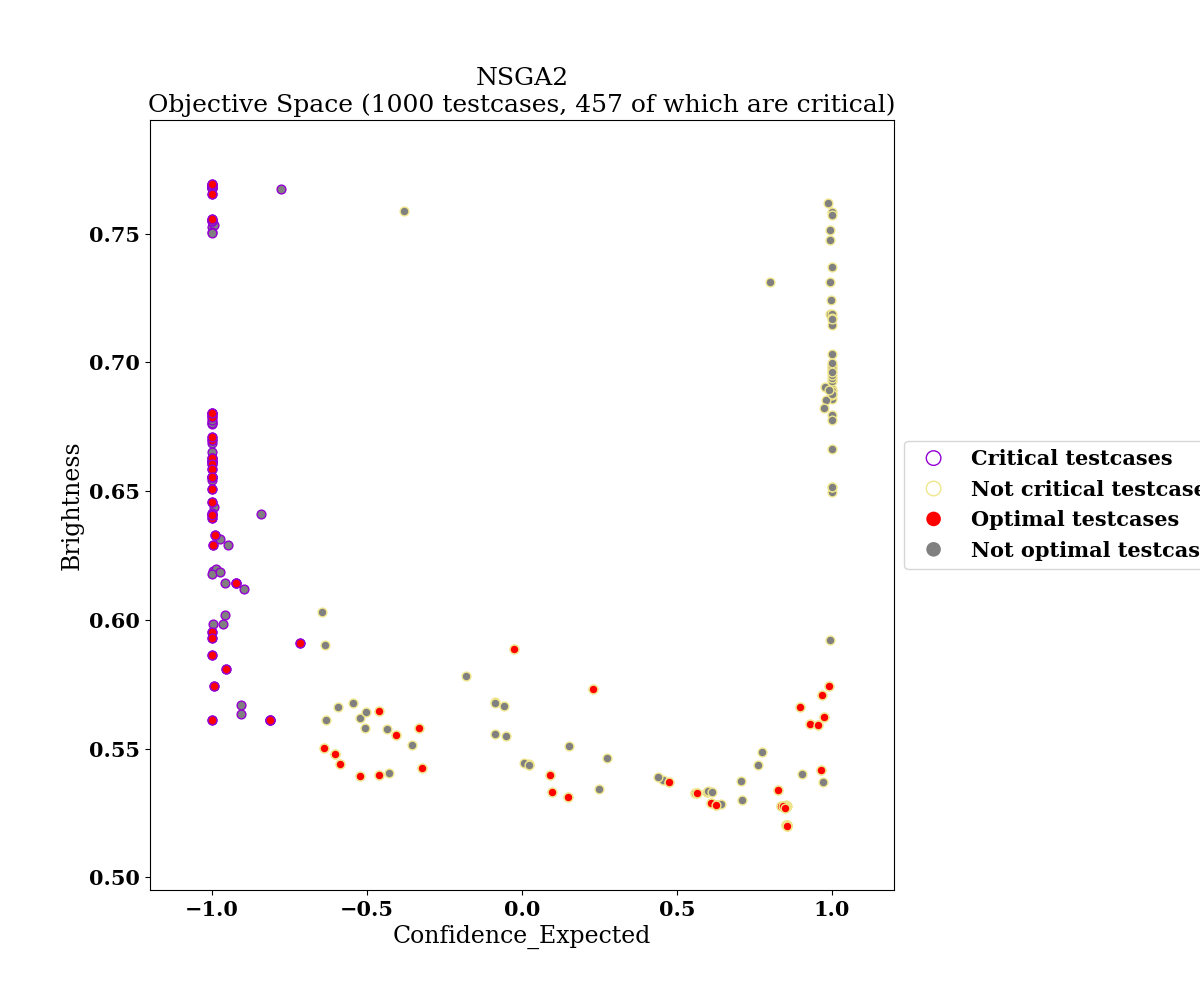 NSGA2
Objective Space (1000 testcases, 457 of which are critical)
Brightness
0.75
0.70
0.65
0.60
0.55
0.50
−1.0
−0.5
0.0
0.5
1.0
Confidence_Expected
Critical testcases
Not critical testcase
Optimal testcases
Not optimal testcas